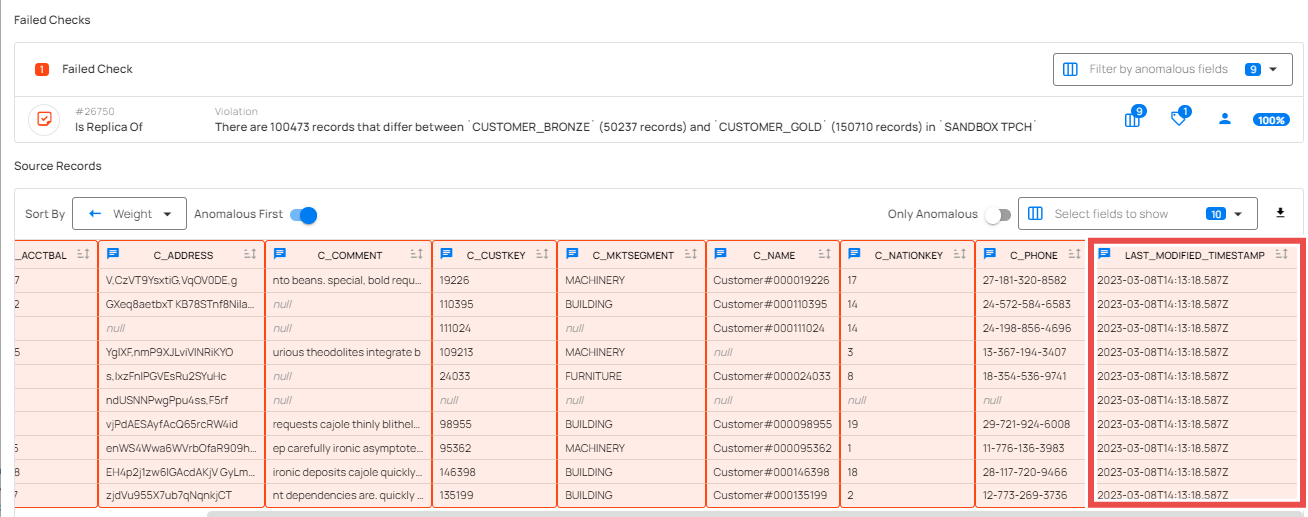 Failed Checks
1 Failed Check Filter by anomalous fields 9
#26750 Violation
Is Replica Of There are 100473 records that differ between `CUSTOMER_BRONZE` (50237 records) and `CUSTOMER_GOLD` (150710 records) in `SANDBOX TPCH` 9 1 100%
Source Records
Sort By Weight Anomalous First Only Anomalous Select fields to show 10
_ACCTBAL C_ADDRESS C_COMMENT C_CUSTKEY C_MKTSEGMENT C_NAME C_NATIONKEY C_PHONE LAST_MODIFIED_TIMESTAMP
7 V,CzVT9YsxtiG,VqOV0DE,g nto beans. special, bold requ... 19226 MACHINERY Customer#000019226 17 27-181-320-8582 2023-03-08T14:13:18.587Z
2 GXeq8aetbxT KB78STnf8Nila... null 110395 BUILDING Customer#000110395 14 24-572-584-6583 2023-03-08T14:13:18.587Z
null null 111024 null Customer#000111024 14 24-198-856-4696 2023-03-08T14:13:18.587Z
5 YgIXF,nmP9XJLviVINRiKYO urious theodolites integrate b 109213 MACHINERY null 3 13-367-194-3407 2023-03-08T14:13:18.587Z
s,IxzFnIPGVEsRu2SYuHc null 24033 FURNITURE Customer#000024033 8 18-354-536-9741 2023-03-08T14:13:18.587Z
ndUSNNPwgPpu4ss,F5rf null null null null null null 2023-03-08T14:13:18.587Z
vjPdAESAyfAcQ65rcRW4id requests cajole thinly blithel... 98955 BUILDING Customer#000098955 19 29-721-924-6008 2023-03-08T14:13:18.587Z
5 enWS4Wwa6WVrbOfaR909h... ep carefully ironic asymptote... 95362 MACHINERY Customer#000095362 1 11-776-136-3983 2023-03-08T14:13:18.587Z
8 EH4p2j1zw6IGAcdAKjV GyLm... ironic deposits cajole quickly... 146398 BUILDING Customer#000146398 18 28-117-720-9466 2023-03-08T14:13:18.587Z
7 zjdVu955X7ub7qNqnkjCT nt dependencies are. quickly ... 135199 BUILDING Customer#000135199 2 12-773-269-3736 2023-03-08T14:13:18.587Z